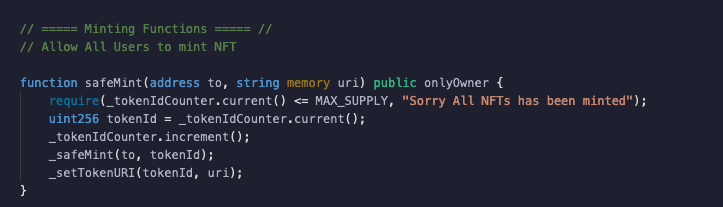 // ===== Minting Functions ===== //
// Allow All Users to mint NFT
function safeMint(address to, string memory uri) public onlyOwner {
require(_tokenIdCounter.current() <= MAX_SUPPLY, "Sorry All NFTs has been minted");
uint256 tokenId = _tokenIdCounter.current();
_tokenIdCounter.increment();
_safeMint(to, tokenId);
_setTokenURI(tokenId, uri);
}